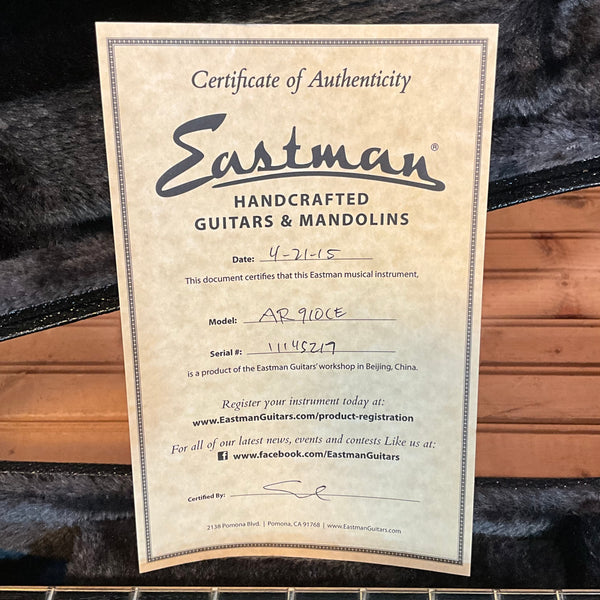 Certificate of Authenticity
Eastman®
HANDCRAFTED
GUITARS & MANDOLINS
Date: 4-21-15
This document certifies that this Eastman musical instrument,
Model: AR 910CE
Serial #: 11145217
is a product of the Eastman Guitars' workshop in Beijing, China.
Register your instrument today at:
www.EastmanGuitars.com/product-registration
For all of our latest news, events and contests Like us at:
f www.facebook.com/EastmanGuitars
Certified By:
2138 Pomona Blvd. | Pomona, CA 91768 | www.EastmanGuitars.com